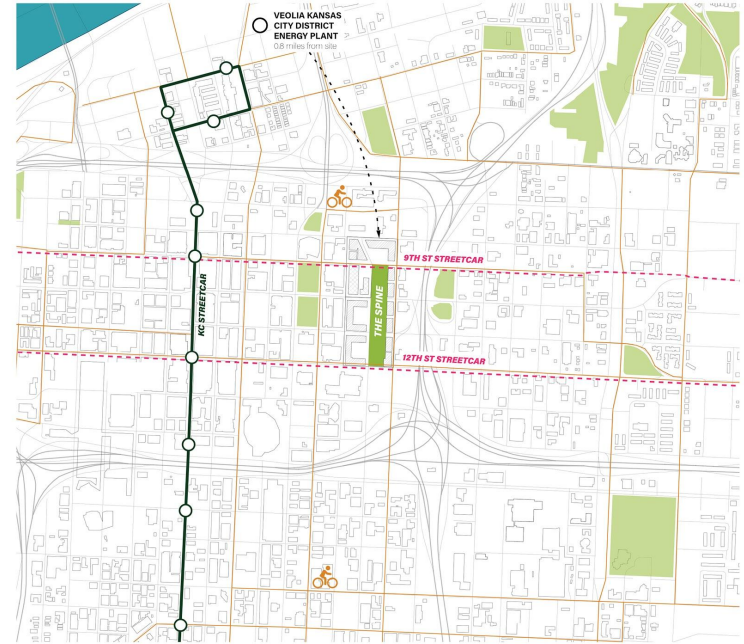 VEOLIA KANSAS
CITY DISTRICT
ENERGY PLANT
0.8 miles from site
9TH ST STREETCAR
KC STREETCAR
THE SPINE
12TH ST STREETCAR